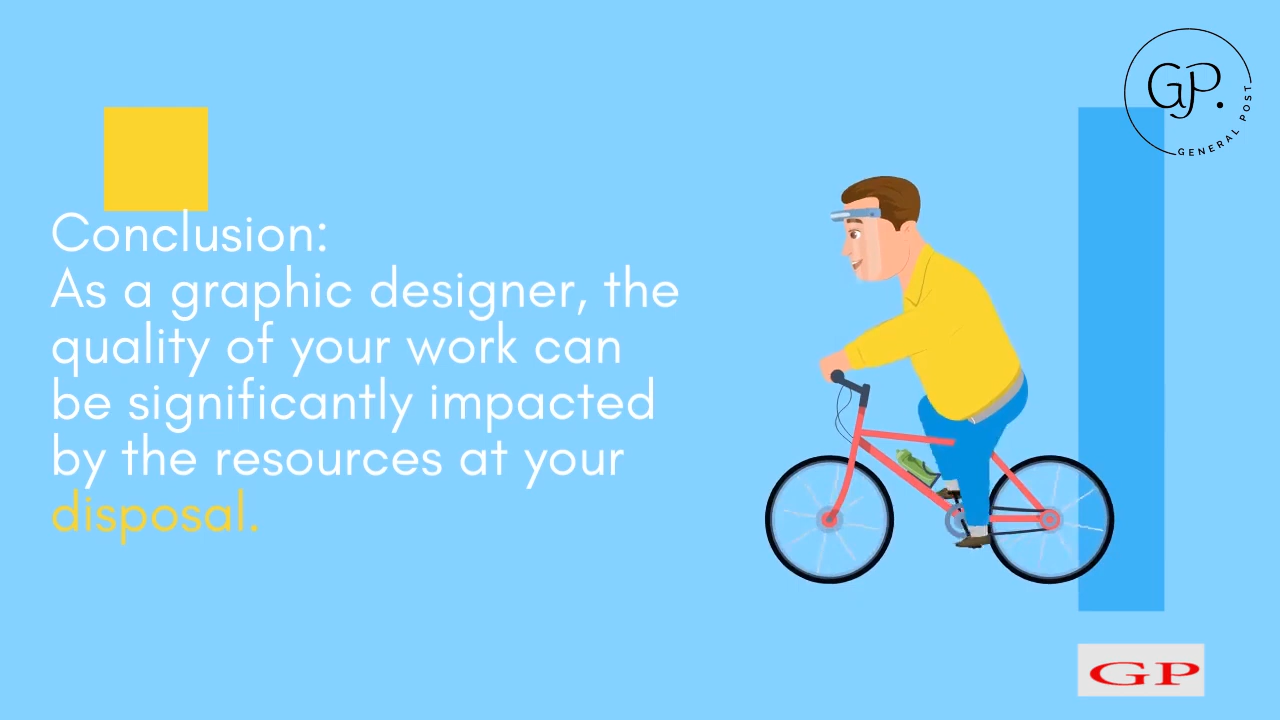 GP.
GENERAL POST
Conclusion:
As a graphic designer, the
quality of your work can
be significantly impacted
by the resources at your
disposal.
GP